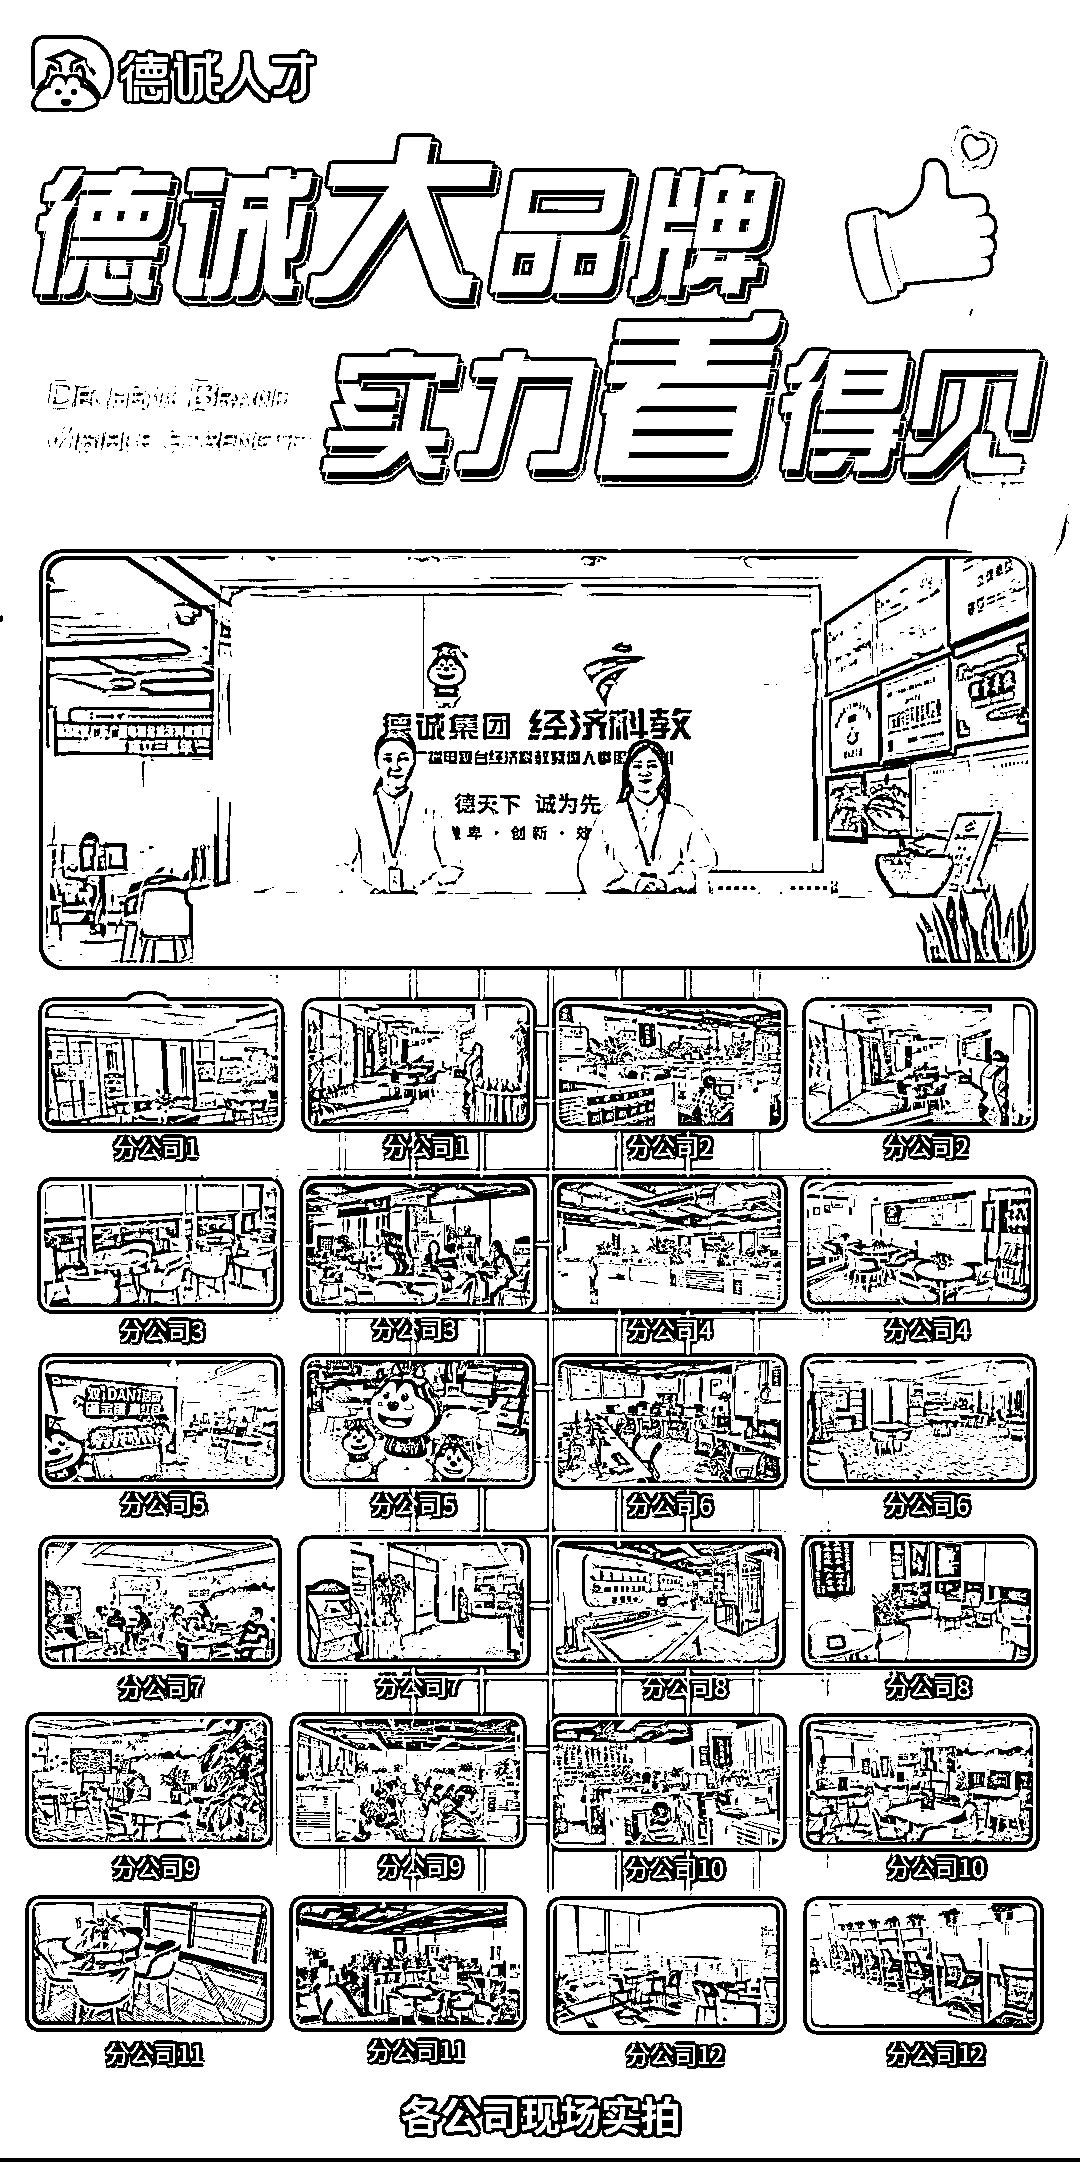 德诚人才
德诚大品牌
实力看得见
德诚集团 经济科教
德天下 诚为先
创新
分公司1 分公司1 分公司2 分公司2
分公司3 分公司3 分公司4 分公司4
分公司5 分公司5 分公司6 分公司6
分公司7 分公司7 分公司8 分公司8
分公司9 分公司9 分公司10 分公司10
分公司11 分公司11 分公司12 分公司12
各公司现场实拍